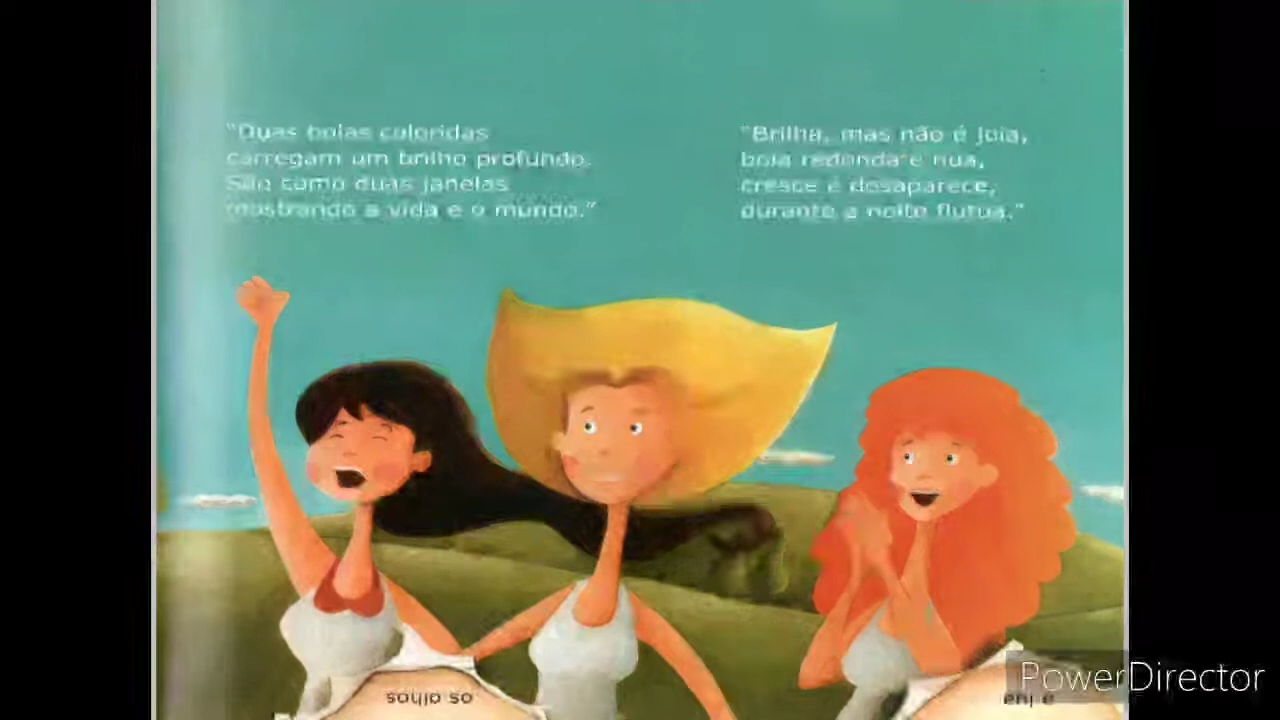 "Duas bolas coloridas
carregam um brilho profundo.
São como duas janelas
mostrando a vida e o mundo."
"Brilha, mas não é joia,
bola redonda e nua,
cresce e desaparece,
durante a noite flutua."
os olhos
a lua
PowerDirector